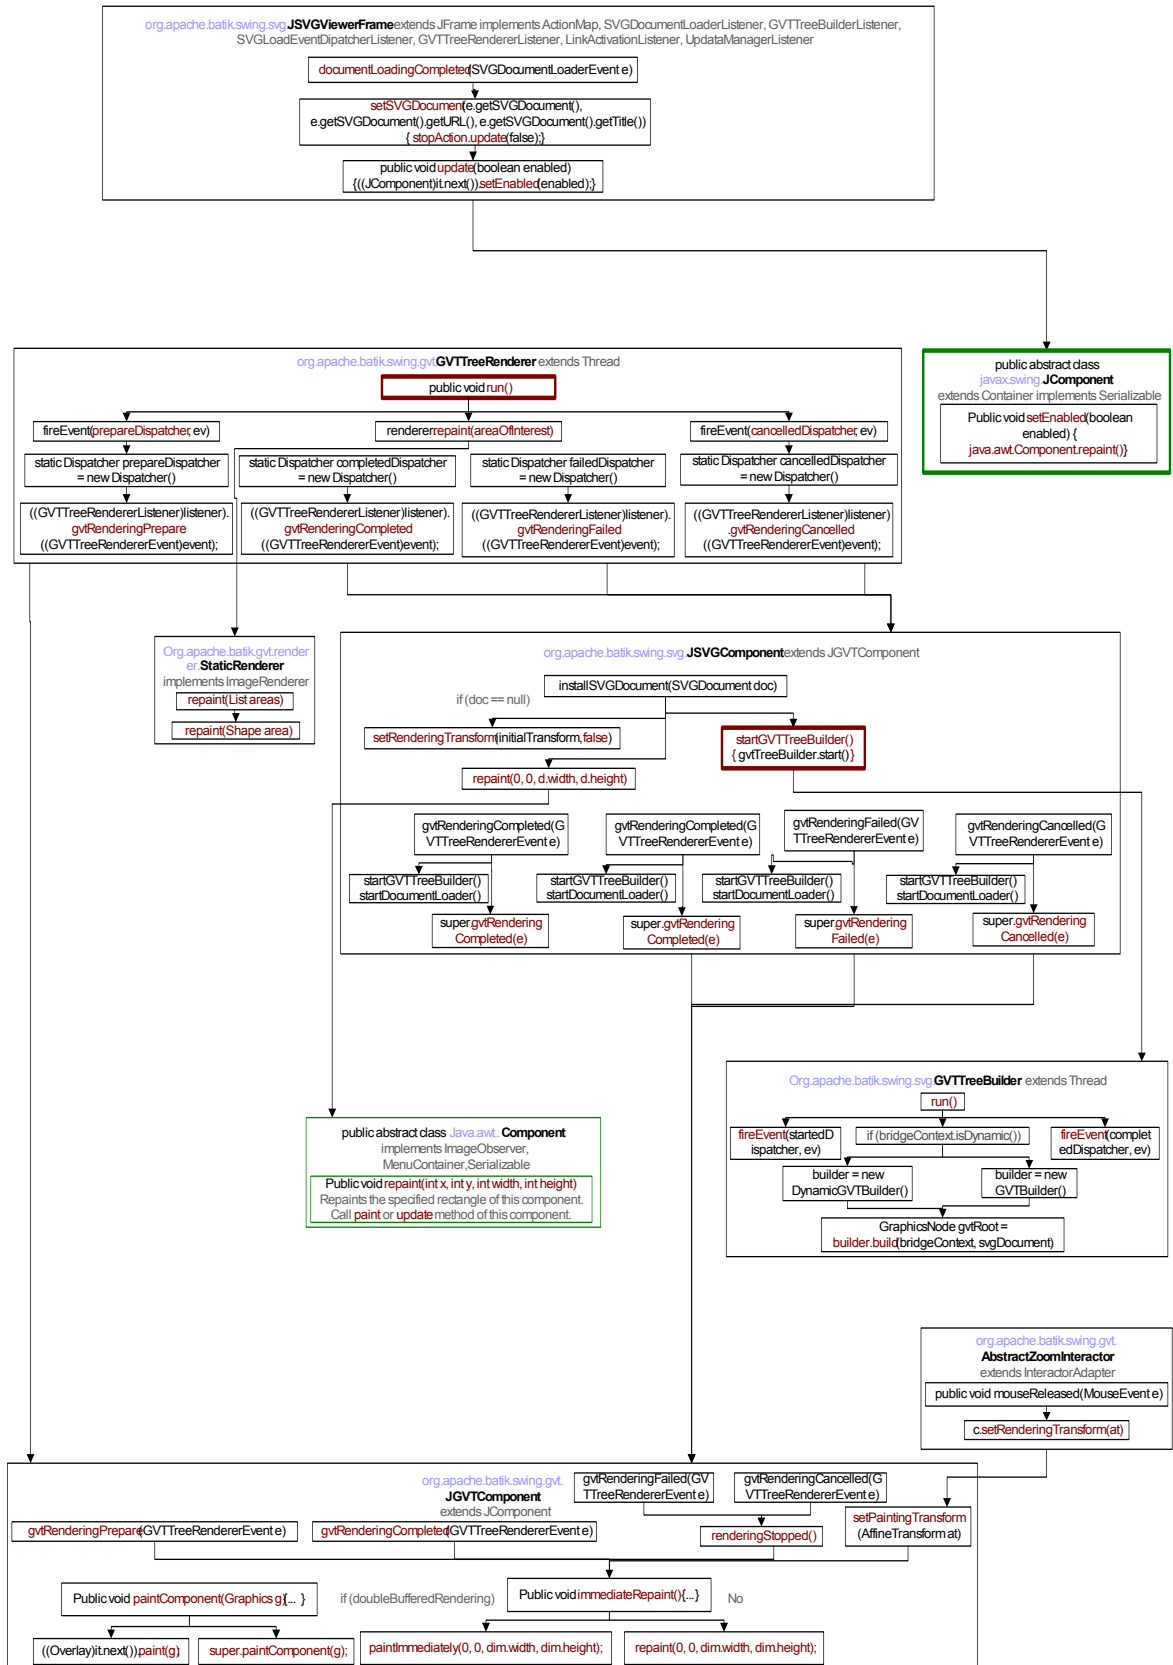 org.apache.batik.swing.svg.JSVGViewerFrame extends JFrame implements ActionMap, SVGDocumentLoaderListener, GVTTreeBuilderListener,
SVGLoadEventDipatcherListener, GVTTreeRendererListener, LinkActivationListener, UpdataManagerListener
documentLoadingCompleted(SVGDocumentLoaderEvent e)
setSVGDocument(e.getSVGDocument(),
e.getSVGDocument().getURL(), e.getSVGDocument().getTitle())
{ stopAction.update(false);}
public void update(boolean enabled)
{((JComponent)it.next()).setEnabled(enabled);}
org.apache.batik.swing.gvt.GVTTreeRenderer extends Thread
public void run()
fireEvent(prepareDispatcher, ev)
renderer.repaint(areaOfInterest)
fireEvent(cancelledDispatcher, ev)
static Dispatcher prepareDispatcher
= new Dispatcher()
static Dispatcher completedDispatcher
= new Dispatcher()
static Dispatcher failedDispatcher
= new Dispatcher()
static Dispatcher cancelledDispatcher
= new Dispatcher()
((GVTTreeRendererListener)listener).
gvtRenderingPrepare
((GVTTreeRendererEvent)event);
((GVTTreeRendererListener)listener).
gvtRenderingCompleted
((GVTTreeRendererEvent)event);
((GVTTreeRendererListener)listener).
gvtRenderingFailed
((GVTTreeRendererEvent)event);
((GVTTreeRendererListener)listener)
.gvtRenderingCancelled
((GVTTreeRendererEvent)event);
public abstract class
javax.swing.JComponent
extends Container implements Serializable
Public void setEnabled(boolean
enabled) {
java.awt.Component.repaint()}
Org.apache.batik.gvt.render
er.StaticRenderer
implements ImageRenderer
repaint(List areas)
repaint(Shape area)
org.apache.batik.swing.svg.JSVGComponent extends JGVTComponent
installSVGDocument(SVGDocument doc)
if (doc == null)
setRenderingTransform(initialTransform, false)
startGVTTreeBuilder()
{ gvtTreeBuilder.start()}
repaint(0, 0, d.width, d.height)
gvtRenderingCompleted(G
VTTreeRendererEvent e)
gvtRenderingCompleted(G
VTTreeRendererEvent e)
gvtRenderingFailed(GV
TTreeRendererEvent e)
gvtRenderingCancelled(G
VTTreeRendererEvent e)
startGVTTreeBuilder()
startDocumentLoader()
startGVTTreeBuilder()
startDocumentLoader()
startGVTTreeBuilder()
startDocumentLoader()
startGVTTreeBuilder()
startDocumentLoader()
super.gvtRendering
Completed(e)
super.gvtRendering
Completed(e)
super.gvtRendering
Failed(e)
super.gvtRendering
Cancelled(e)
Org.apache.batik.swing.svg.GVTTreeBuilder extends Thread
run()
fireEvent(startedD
ispatcher, ev)
if (bridgeContext.isDynamic())
fireEvent(complet
edDispatcher, ev)
builder = new
DynamicGVTBuilder()
builder = new
GVTBuilder()
GraphicsNode gvtRoot =
builder.build(bridgeContext, svgDocument)
public abstract class Java.awt..Component
implements ImageObserver,
MenuContainer,Serializable
Public void repaint(int x, int y, int width, int height)
Repaints the specified rectangle of this component.
Call paint or update method of this component.
org.apache.batik.swing.gvt.
AbstractZoomInteractor
extends InteractorAdapter
public void mouseReleased(MouseEvent e)
c.setRenderingTransform(at)
org.apache.batik.swing.gvt.
JGVTComponent
extends JComponent
gvtRenderingFailed(GV
TTreeRendererEvent e)
gvtRenderingCancelled(G
VTTreeRendererEvent e)
gvtRenderingPrepare(GVTTreeRendererEvent e)
gvtRenderingCompleted(GVTTreeRendererEvent e)
renderingStopped()
setPaintingTransform
(AffineTransform at)
Public void paintComponent(Graphics g){... }
if (doubleBufferedRendering)
Public void immediateRepaint(){...}
No
((Overlay)it.next()).paint(g);
super.paintComponent(g);
paintImmediately(0, 0, dim.width, dim.height);
repaint(0, 0, dim.width, dim.height);